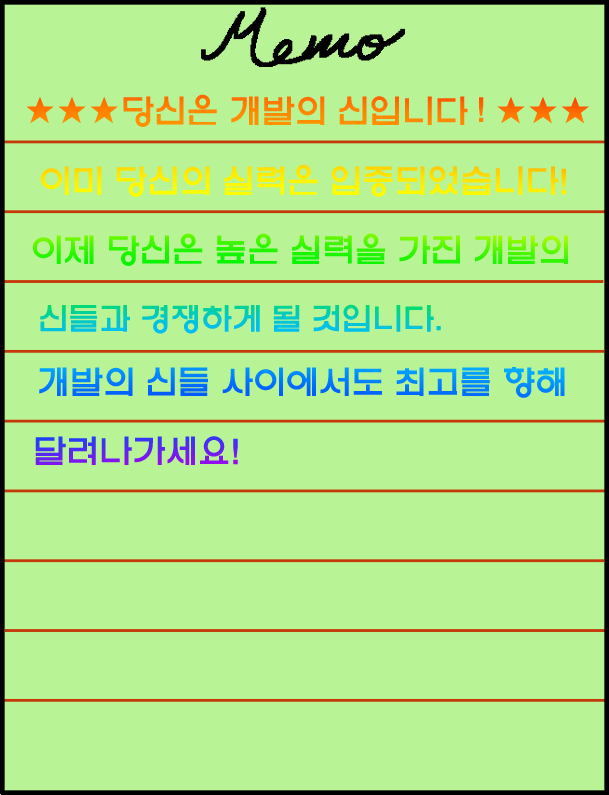 Memo
★★★당신은 개발의 신입니다! ★★★
이미 당신의 실력은 입증되었습니다!
이제 당신은 높은 실력을 가진 개발의
신들과 경쟁하게 될 것입니다.
개발의 신들 사이에서도 최고를 향해
달려나가세요!